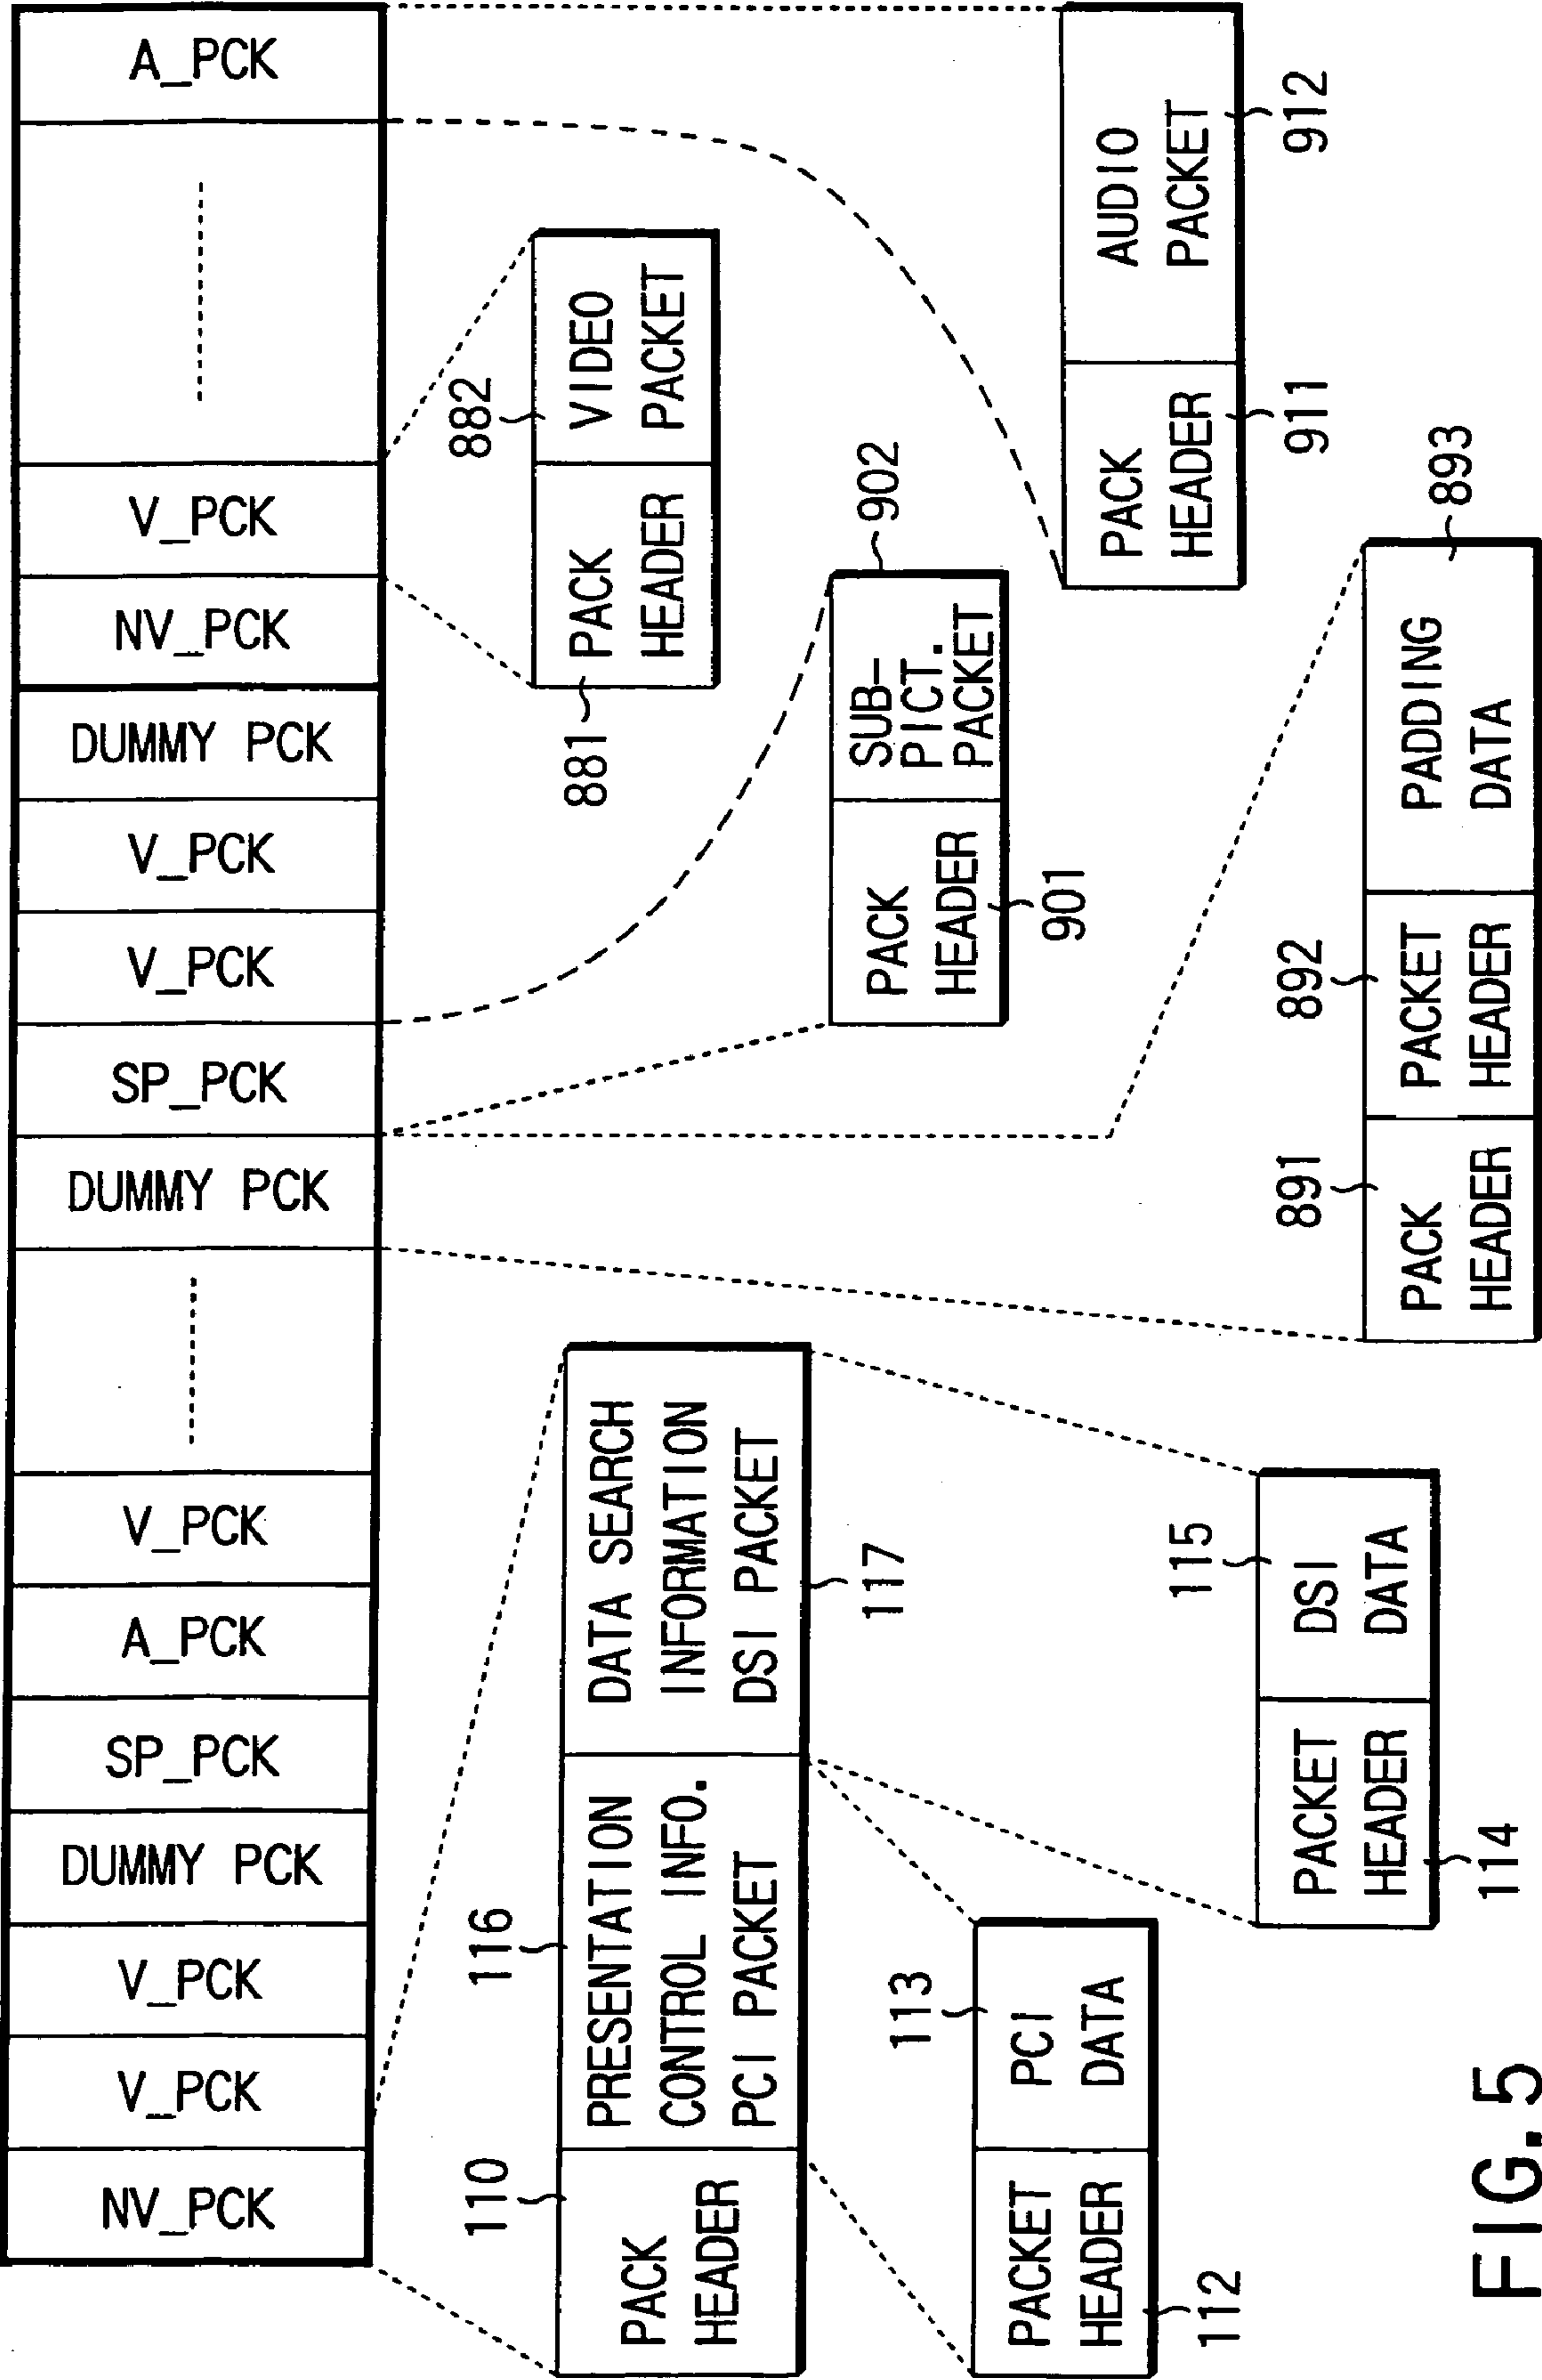 NV_PCK
V_PCK
V_PCK
DUMMY PCK
SP_PCK
A_PCK
V_PCK
DUMMY PCK
SP_PCK
V_PCK
V_PCK
DUMMY PCK
NV_PCK
V_PCK
A_PCK
110
PACK
HEADER
116
PRESENTATION
CONTROL INFO.
PCI PACKET
DATA SEARCH
INFORMATION
DSI PACKET
117
881
PACK
HEADER
882
VIDEO
PACKET
PACK
HEADER
901
SUB-
PICT.
PACKET
902
PACKET
HEADER
112
113
PCI
DATA
PACKET
HEADER
114
115
DSI
DATA
891
PACK
HEADER
892
PACKET
HEADER
PADDING
DATA
893
PACK
HEADER
911
AUDIO
PACKET
912
FIG. 5